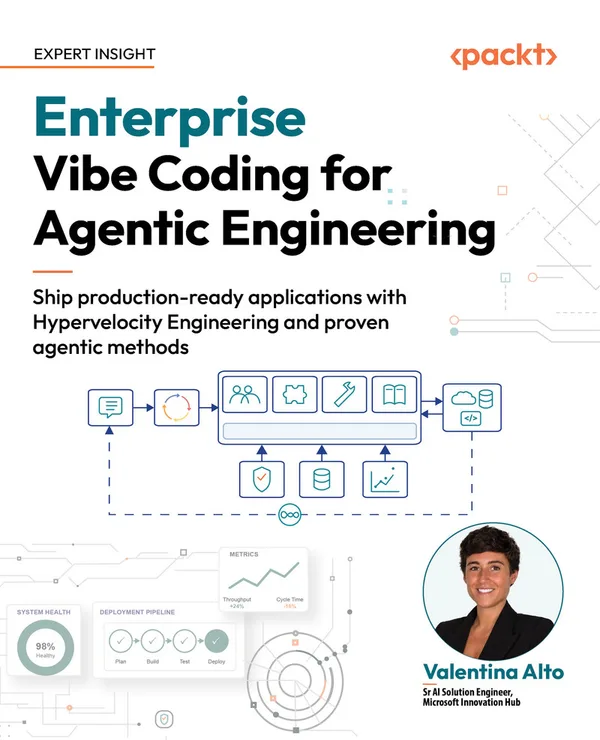 EXPERT INSIGHT
<packt>
Enterprise
Vibe Coding for
Agentic Engineering
Ship production-ready applications with
Hypervelocity Engineering and proven
agentic methods
</>
METRICS
Throughput
+24%
Cycle Time
-38%
SYSTEM HEALTH
98%
Healthy
DEPLOYMENT PIPELINE
Plan
Build
Test
Deploy
Valentina Alto
Sr AI Solution Engineer,
Microsoft Innovation Hub